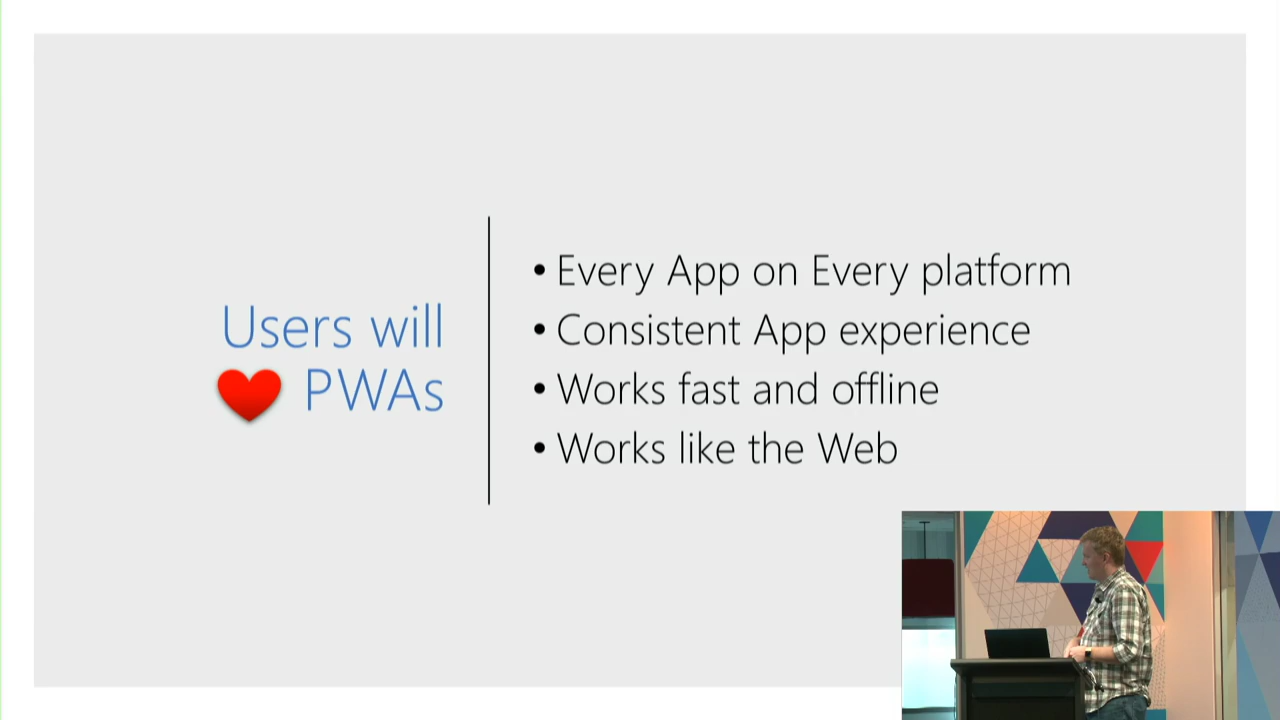 Users will
❤ PWAs
• Every App on Every platform
• Consistent App experience
• Works fast and offline
• Works like the Web